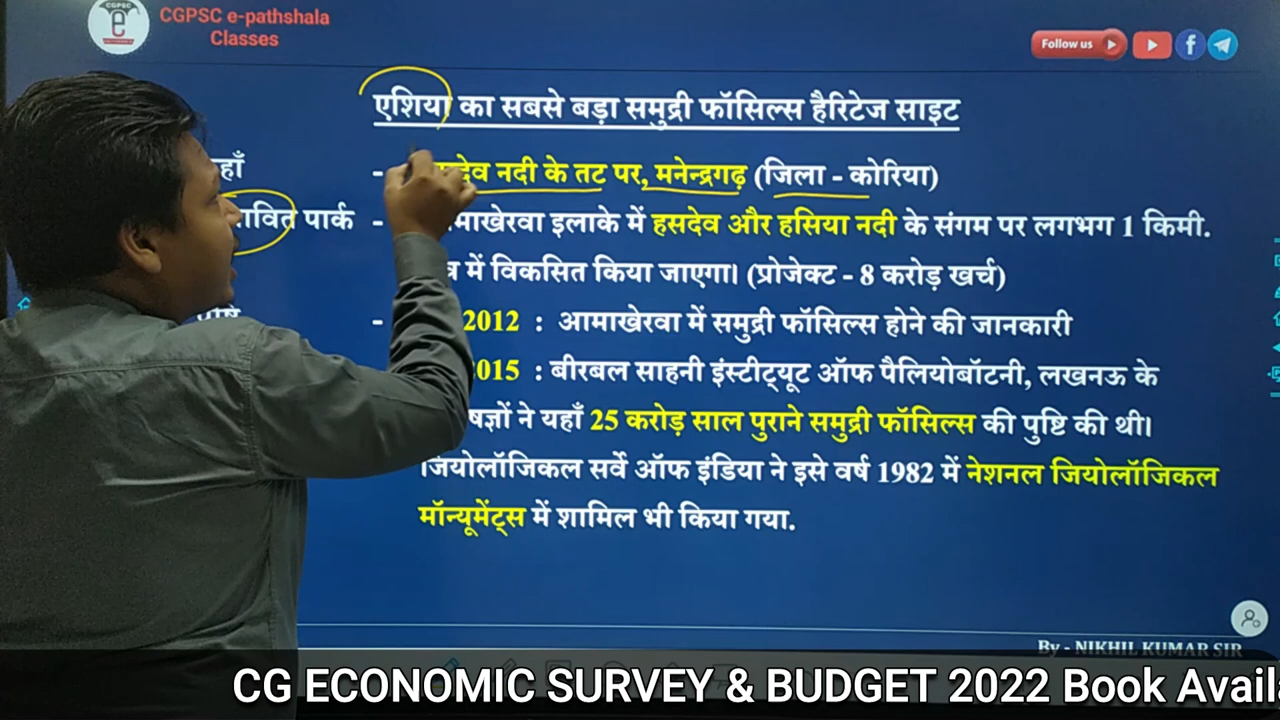 CGPSC
e
CGPSC e-pathshala
Classes
Follow us
एशिया का सबसे बड़ा समुद्री फॉसिल्स हैरिटेज साइट
- नदी के तट पर, मनेन्द्रगढ़ (जिला - कोरिया)
पार्क - इलाके में हसदेव और हसिया नदी के संगम पर लगभग 1 किमी.
में विकसित किया जाएगा। (प्रोजेक्ट - 8 करोड़ खर्च)
- 2012 : आमाखेरवा में समुद्री फॉसिल्स होने की जानकारी
: बीरबल साहनी इंस्टीट्यूट ऑफ पैलियोबॉटनी, लखनऊ के
ने यहाँ 25 करोड़ साल पुराने समुद्री फॉसिल्स की पुष्टि की थी।
जियोलॉजिकल सर्वे ऑफ इंडिया ने इसे वर्ष 1982 में नेशनल जियोलॉजिकल
मॉन्यूमेंट्स में शामिल भी किया गया.
By - NIKHIL KUMAR SIR
CG ECONOMIC SURVEY & BUDGET 2022 Book